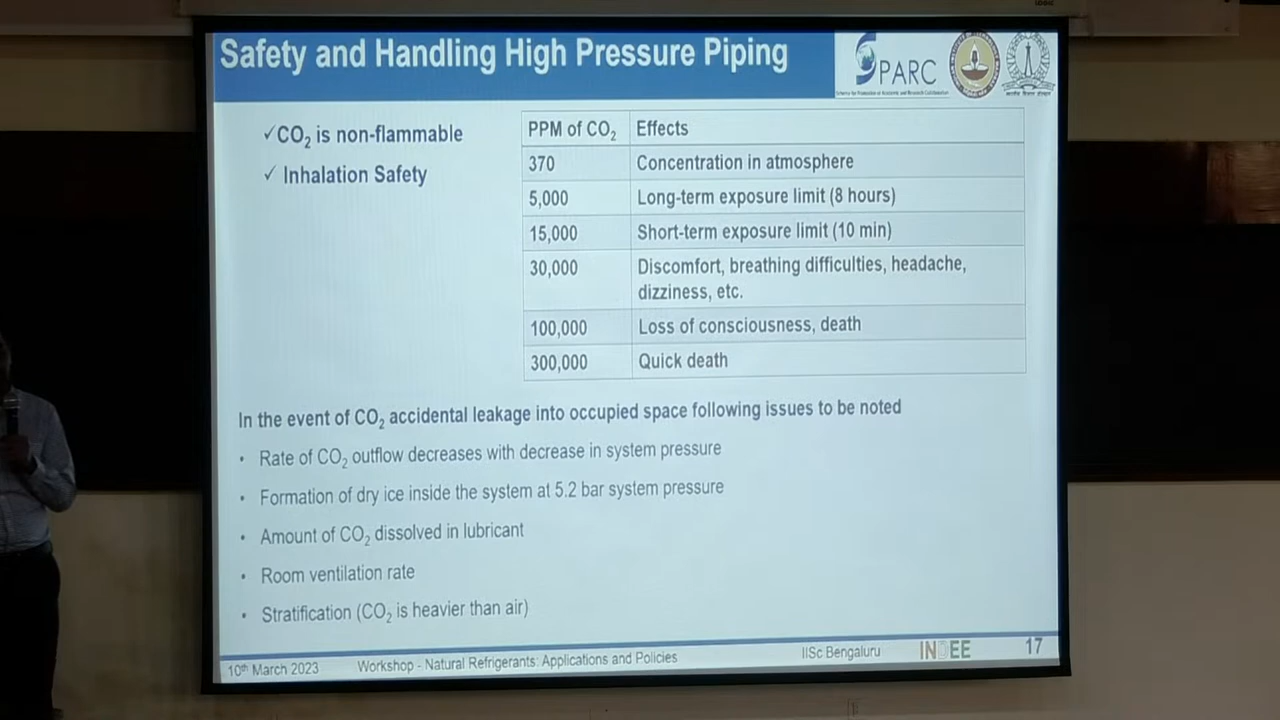 Safety and Handling High Pressure Piping
SPARC
✓CO₂ is non-flammable
✓ Inhalation Safety
PPM of CO₂ Effects
370 Concentration in atmosphere
5,000 Long-term exposure limit (8 hours)
15,000 Short-term exposure limit (10 min)
30,000 Discomfort, breathing difficulties, headache,
dizziness, etc.
100,000 Loss of consciousness, death
300,000 Quick death
In the event of CO₂ accidental leakage into occupied space following issues to be noted
• Rate of CO₂ outflow decreases with decrease in system pressure
• Formation of dry ice inside the system at 5.2 bar system pressure
• Amount of CO₂ dissolved in lubricant
• Room ventilation rate
• Stratification (CO₂ is heavier than air)
10th March 2023 Workshop - Natural Refrigerants: Applications and Policies IISc Bengaluru INDEE 17